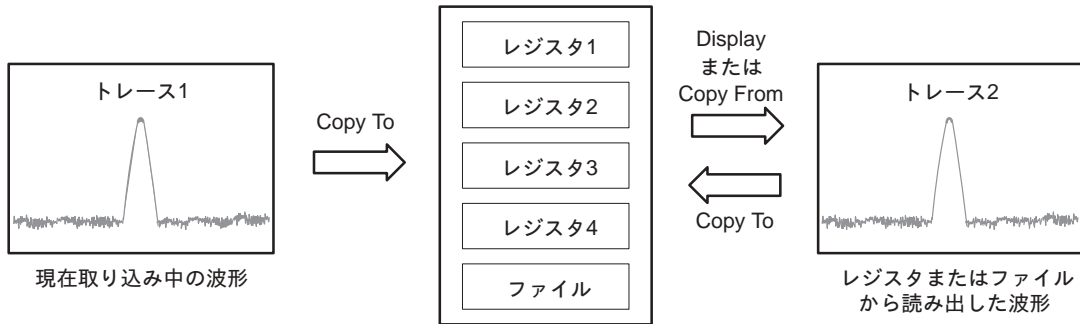 トレース1
現在取り込み中の波形
Copy To
レジスタ1
レジスタ2
レジスタ3
レジスタ4
ファイル
Display
または
Copy From
Copy To
トレース2
レジスタまたはファイル
から読み出した波形